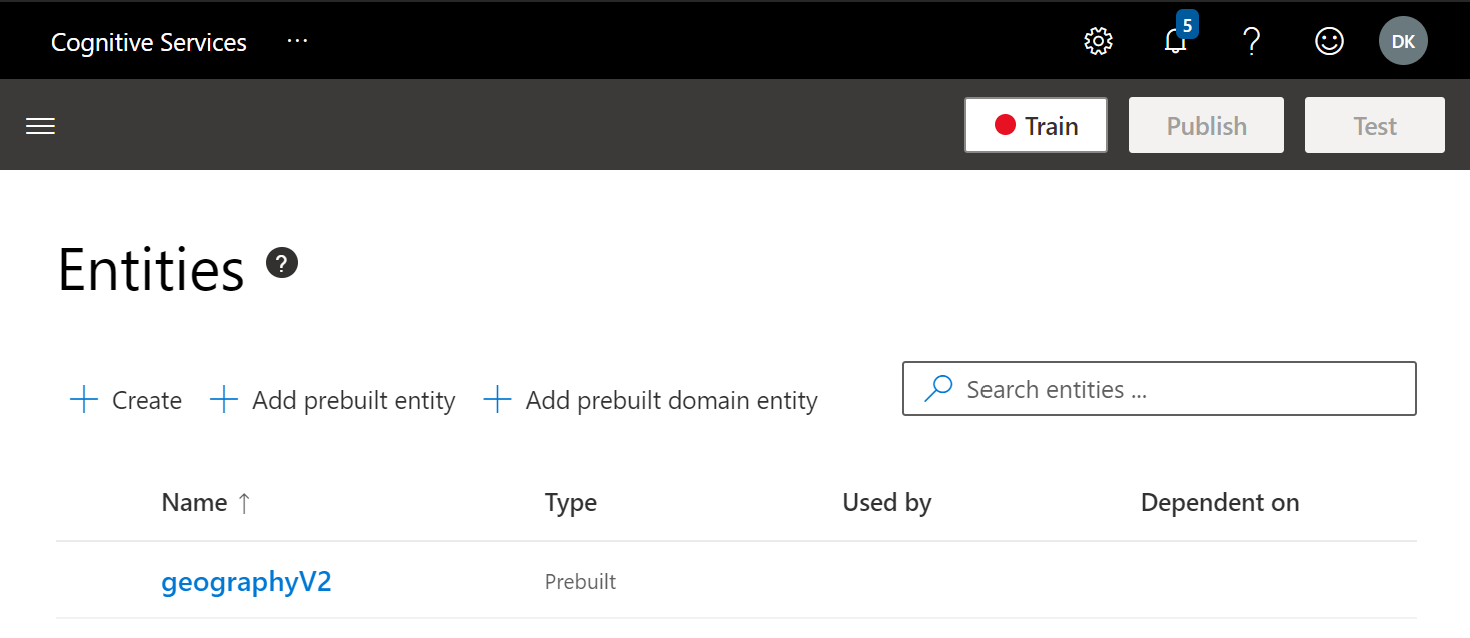 Cognitive Services ...
5
?
DK
Train Publish Test
Entities ?
Create Add prebuilt entity Add prebuilt domain entity Search entities ...
Name ↑ Type Used by Dependent on
geographyV2 Prebuilt